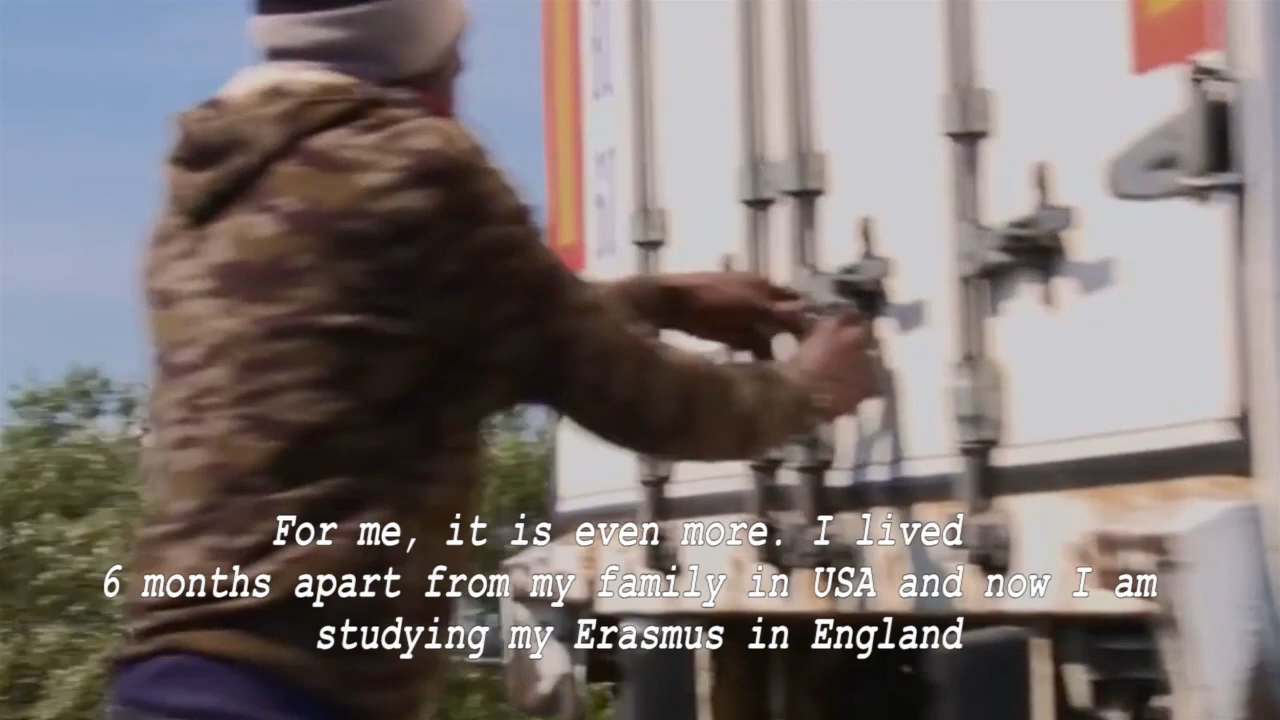 For me, it is even more. I lived
6 months apart from my family in USA and now I am
studying my Erasmus in England